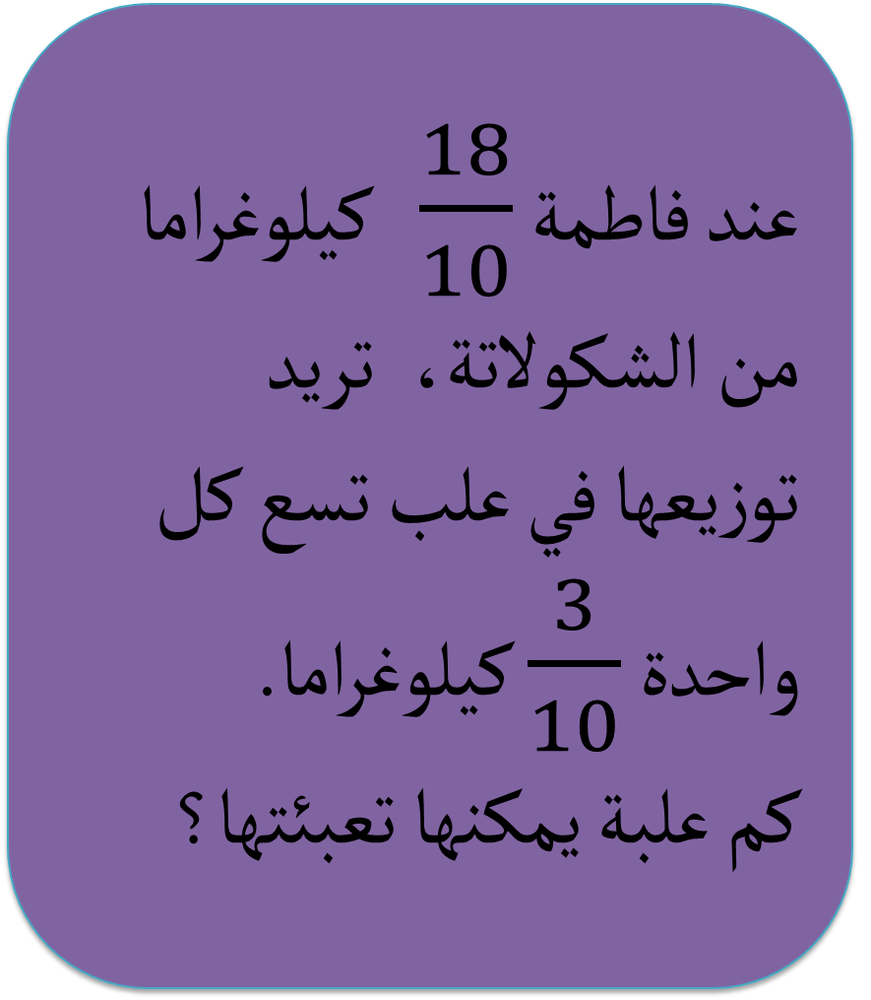 عند فاطمة 18/10 كيلوغراما
من الشكولاتة، تريد
توزيعها في علب تسع كل
واحدة 3/10 كيلوغراما.
كم علبة يمكنها تعبئتها؟